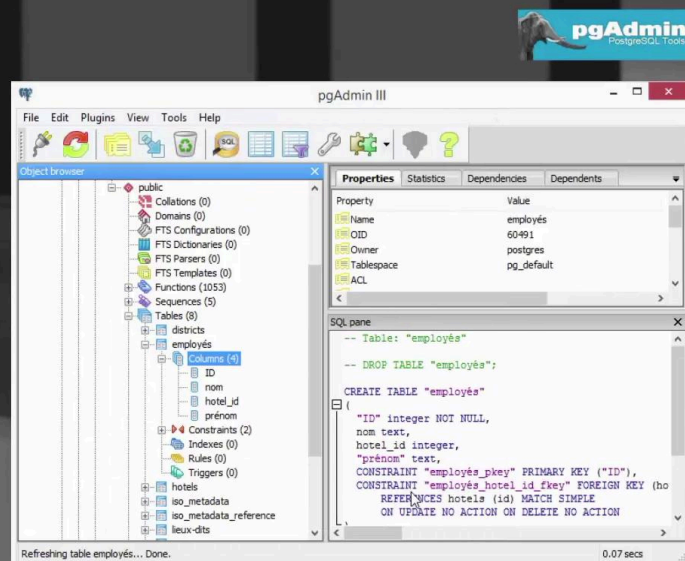 pgAdmin
PostgreSQL Tools
pgAdmin III
File Edit Plugins View Tools Help
SQL
Object browser
public
Collations (0)
Domains (0)
FTS Configurations (0)
FTS Dictionaries (0)
FTS Parsers (0)
FTS Templates (0)
Functions (1053)
Sequences (5)
Tables (8)
districts
employés
Columns (4)
ID
nom
hotel_id
prénom
Constraints (2)
Indexes (0)
Rules (0)
Triggers (0)
hotels
iso_metadata
iso_metadata_reference
lieux-dits
Properties Statistics Dependencies Dependents
Property Value
Name employés
OID 60491
Owner postgres
Tablespace pg_default
ACL
SQL pane
-- Table: "employés"
-- DROP TABLE "employés";
CREATE TABLE "employés"
(
"ID" integer NOT NULL,
nom text,
hotel_id integer,
"prénom" text,
CONSTRAINT "employés_pkey" PRIMARY KEY ("ID"),
CONSTRAINT "employés_hotel_id_fkey" FOREIGN KEY (ho
REFERENCES hotels (id) MATCH SIMPLE
ON UPDATE NO ACTION ON DELETE NO ACTION
Refreshing table employés... Done.
0.07 secs